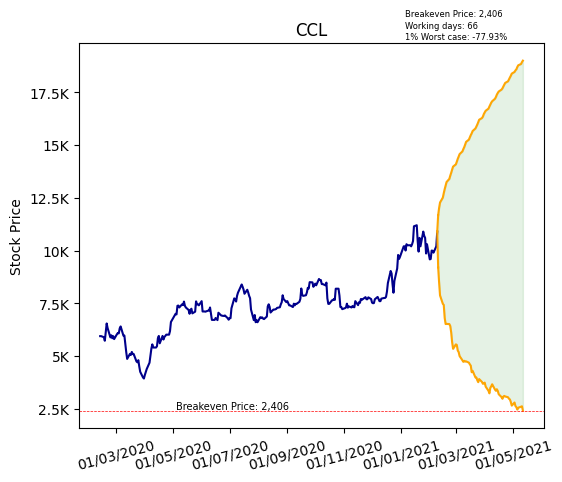 Breakeven Price: 2,406
Working days: 66
1% Worst case: -77.93%
CCL
Stock Price
17.5K
15K
12.5K
10K
7.5K
5K
2.5K
Breakeven Price: 2,406
01/03/2020
01/05/2020
01/07/2020
01/09/2020
01/11/2020
01/01/2021
01/03/2021
01/05/2021